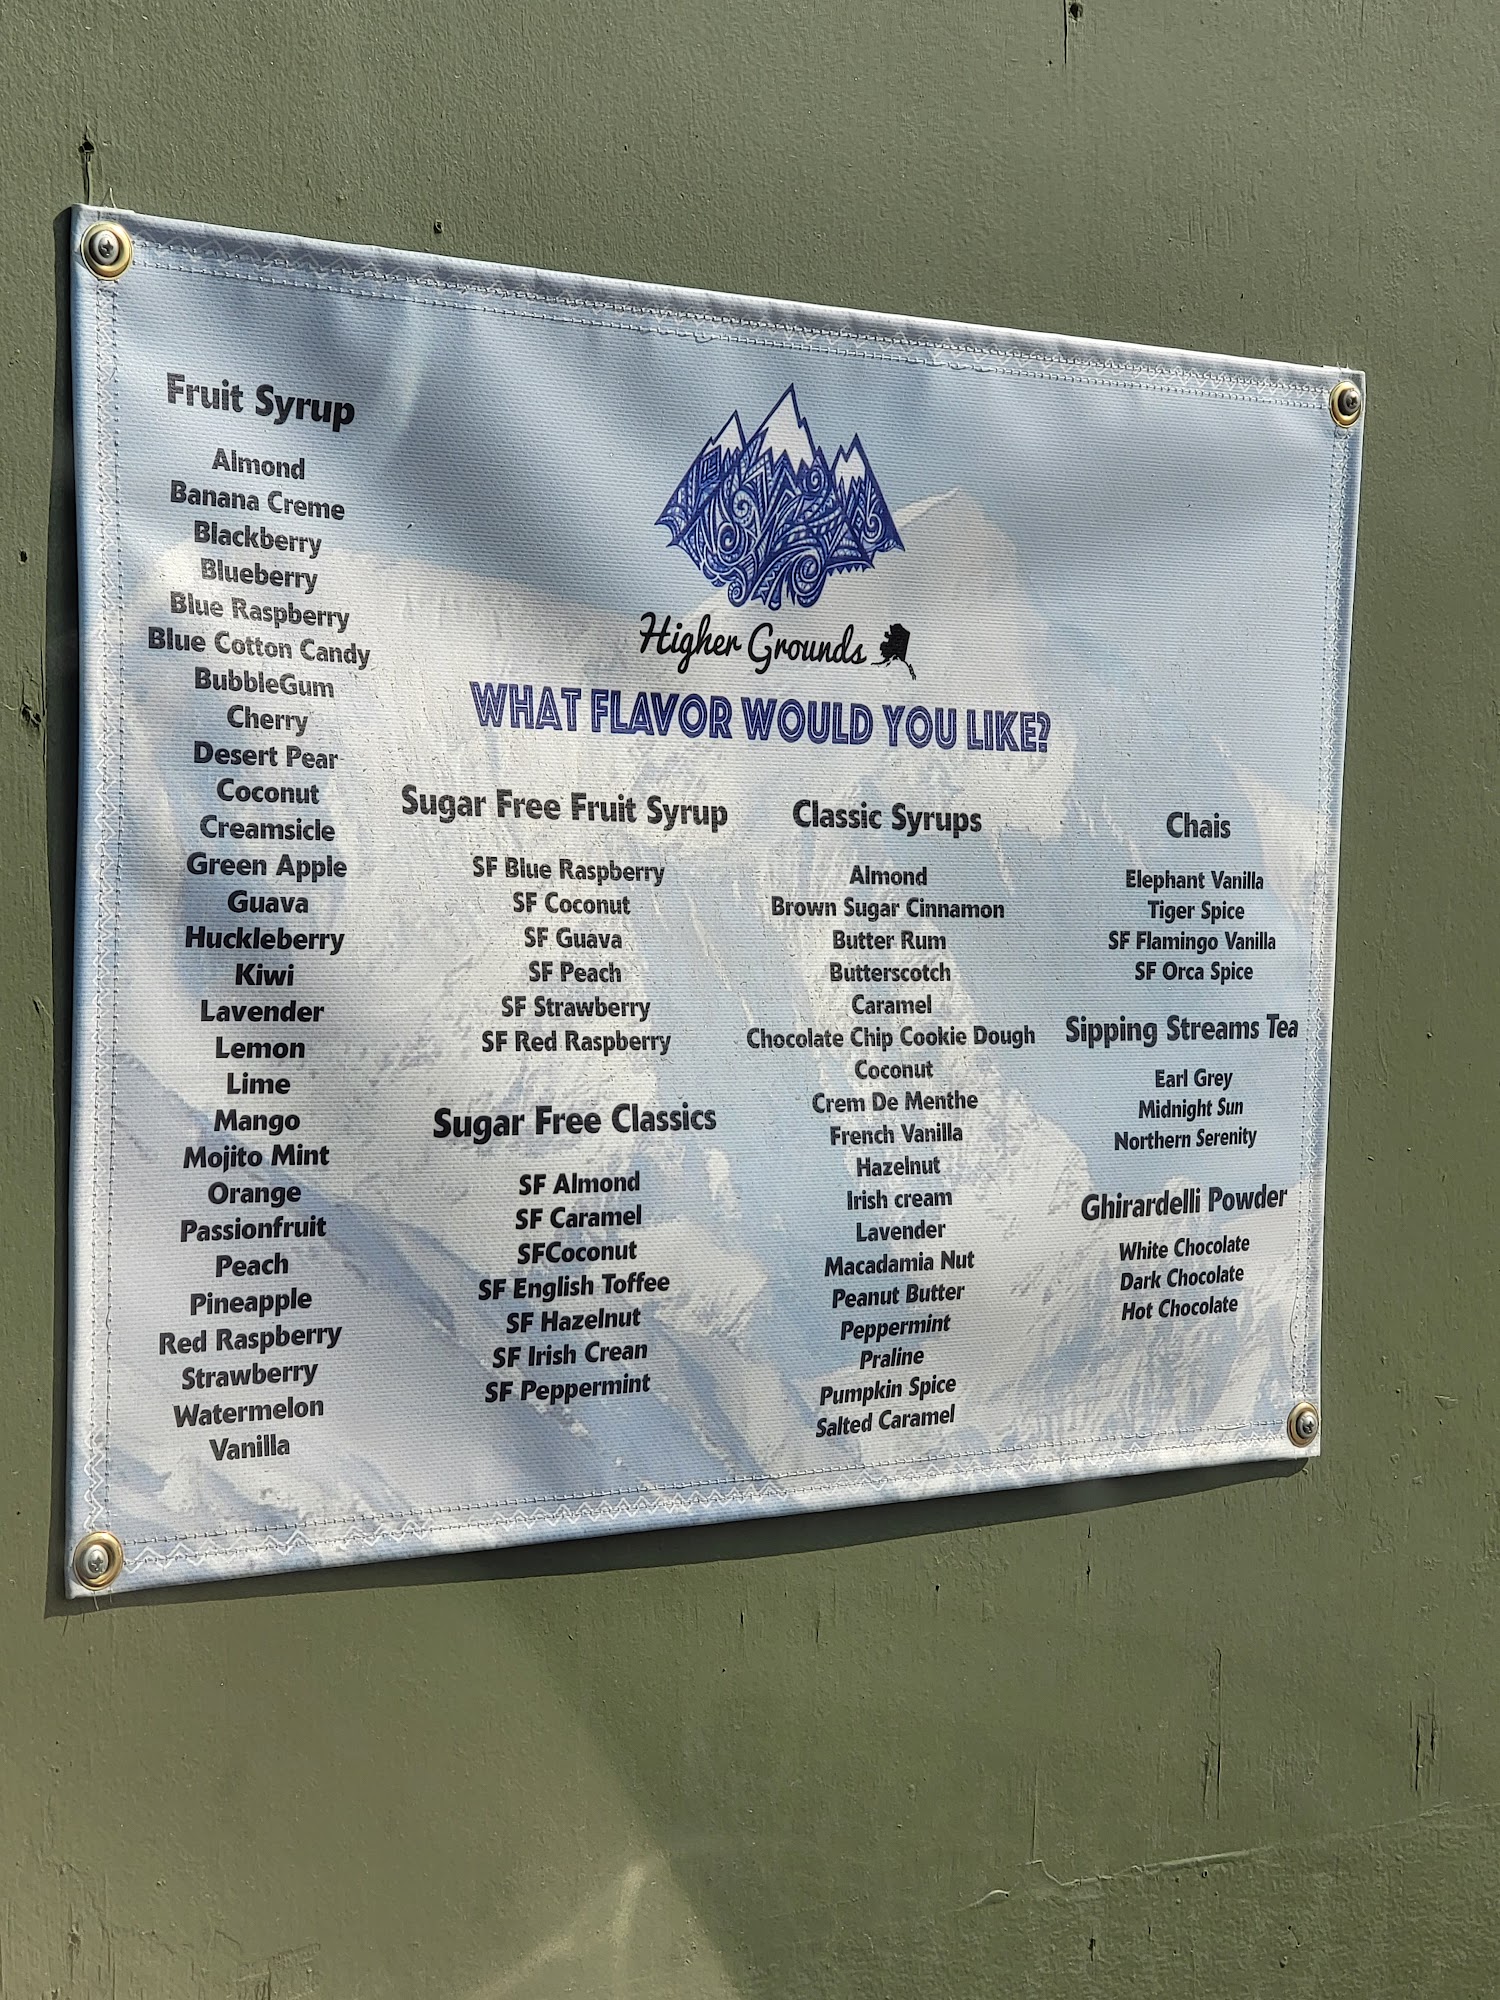 Fruit Syrup
Almond
Banana Creme
Blackberry
Blueberry
Blue Raspberry
Blue Cotton Candy
BubbleGum
Cherry
Desert Pear
Coconut
Creamsicle
Green Apple
Guava
Huckleberry
Kiwi
Lavender
Lemon
Lime
Mango
Mojito Mint
Orange
Passionfruit
Peach
Pineapple
Red Raspberry
Strawberry
Watermelon
Vanilla
Higher Grounds
WHAT FLAVOR WOULD YOU LIKE?
Sugar Free Fruit Syrup
SF Blue Raspberry
SF Coconut
SF Guava
SF Peach
SF Strawberry
SF Red Raspberry
Sugar Free Classics
SF Almond
SF Caramel
SFCoconut
SF English Toffee
SF Hazelnut
SF Irish Crean
SF Peppermint
Classic Syrups
Almond
Brown Sugar Cinnamon
Butter Rum
Butterscotch
Caramel
Chocolate Chip Cookie Dough
Coconut
Crem De Menthe
French Vanilla
Hazelnut
Irish cream
Lavender
Macadamia Nut
Peanut Butter
Peppermint
Praline
Pumpkin Spice
Salted Caramel
Chais
Elephant Vanilla
Tiger Spice
SF Flamingo Vanilla
SF Orca Spice
Sipping Streams Tea
Earl Grey
Midnight Sun
Northern Serenity
Ghirardelli Powder
White Chocolate
Dark Chocolate
Hot Chocolate